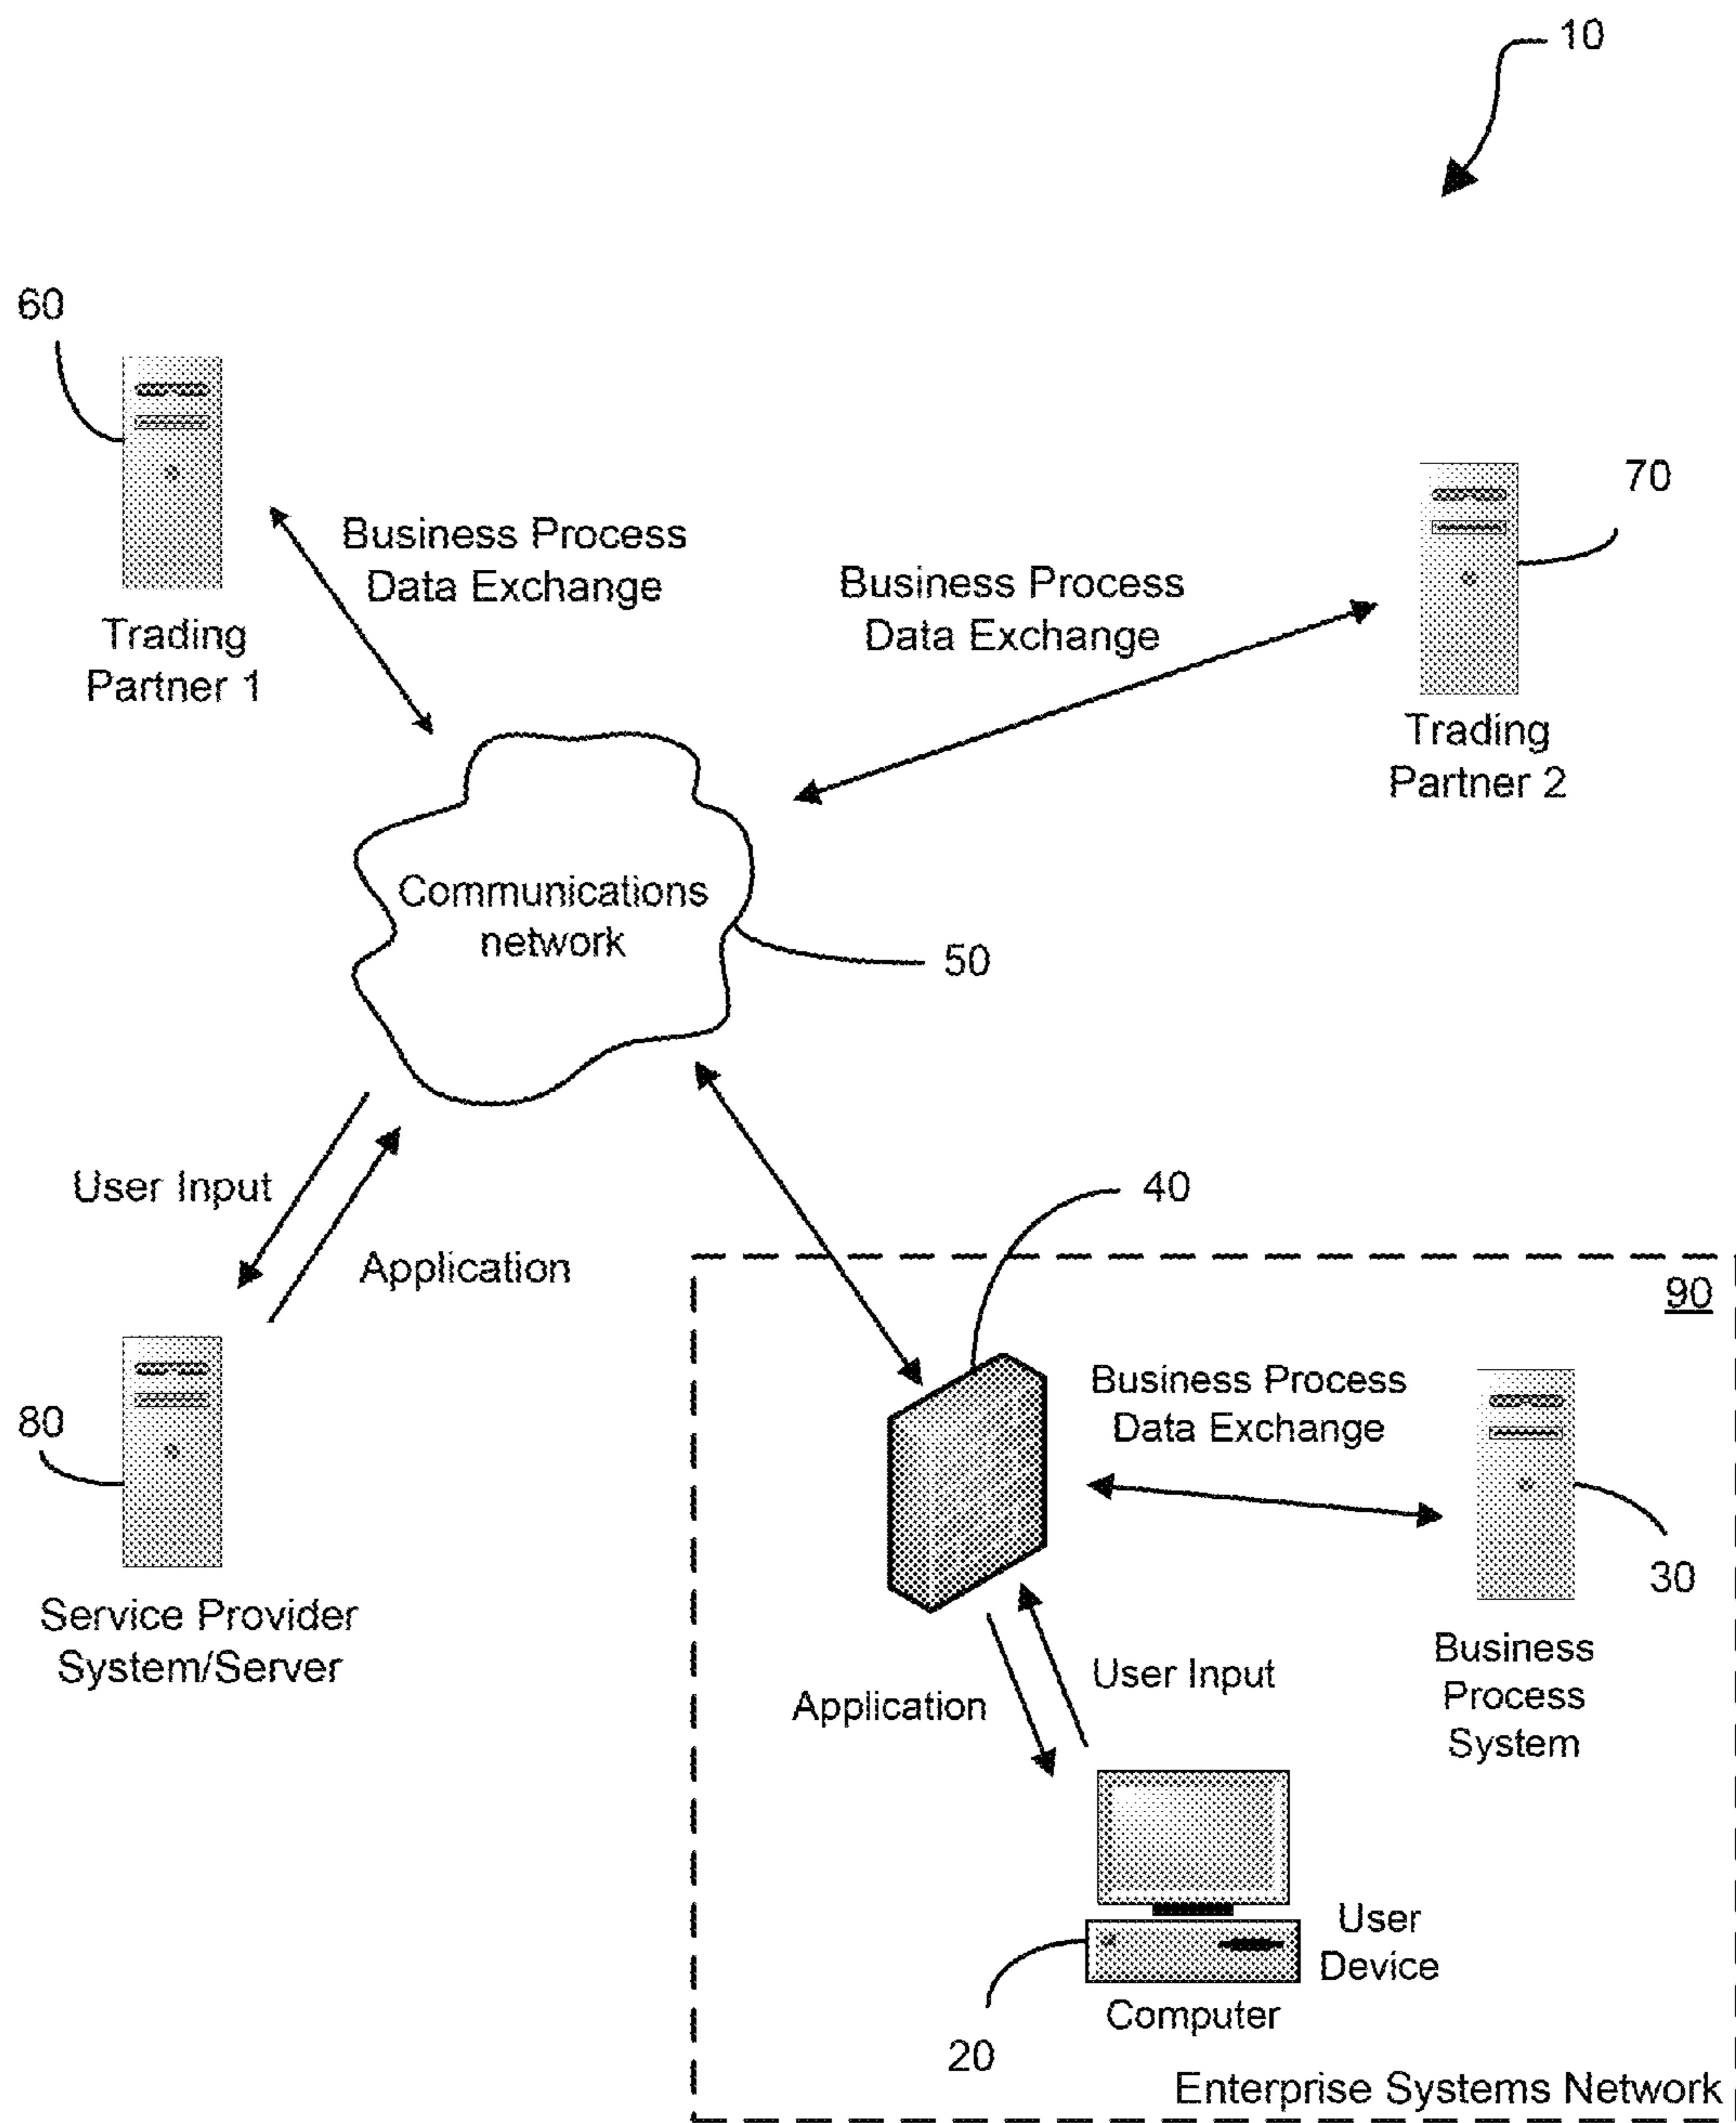 10
60
Business Process
Data Exchange
70
Business Process
Data Exchange
Trading
Partner 1
Trading
Partner 2
Communications
network
50
User Input
40
Application
90
Business Process
Data Exchange
80
30
Service Provider
System/Server
Business
Process
System
User Input
Application
User
Device
Computer
20
Enterprise Systems Network